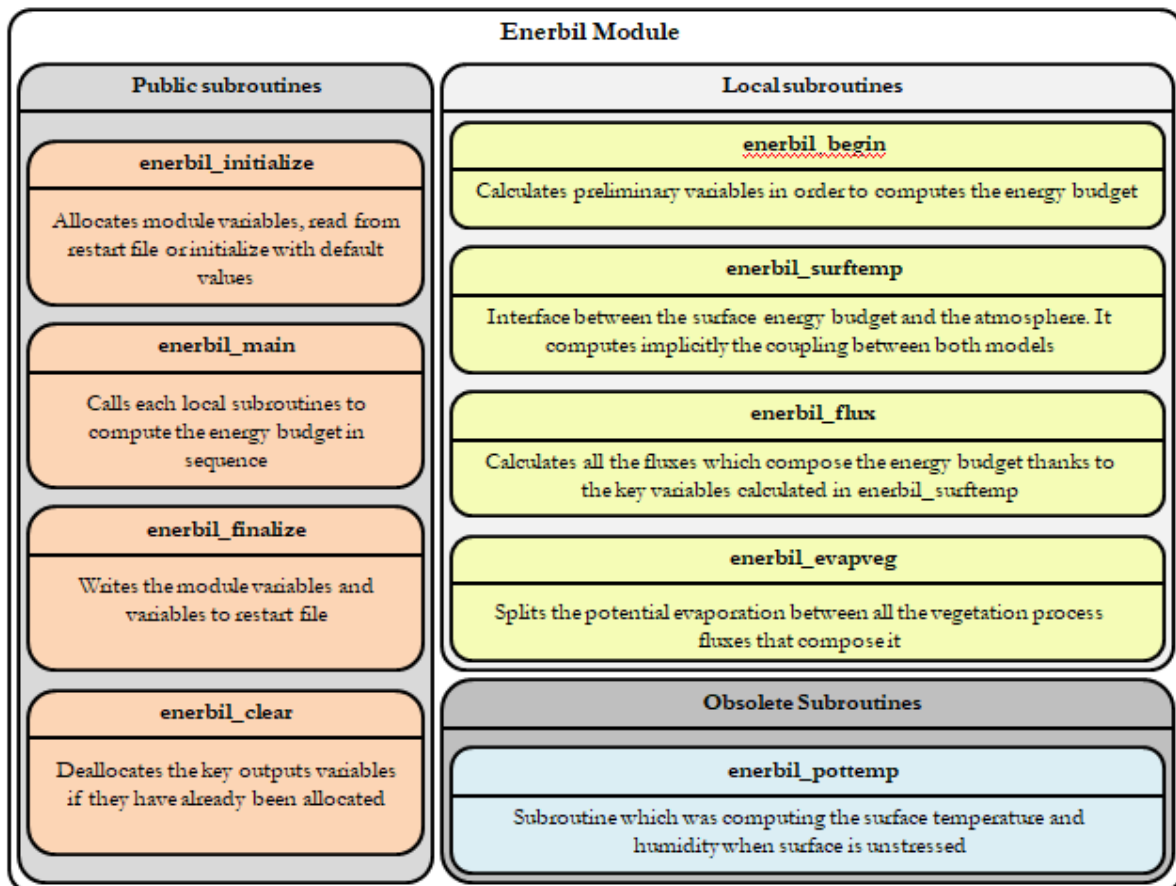 Enerbil Module
Public subroutines
enerbil_initialize
Allocates module variables, read from
restart file or initialize with default
values
enerbil_main
Calls each local subroutines to
compute the energy budget in
sequence
enerbil_finalize
Writes the module variables and
variables to restart file
enerbil_clear
Deallocates the key outputs variables
if they have already been allocated
Local subroutines
enerbil_begin
Calculates preliminary variables in order to computes the energy budget
enerbil_surftemp
Interface between the surface energy budget and the atmosphere. It
computes implicitly the coupling between both models
enerbil_flux
Calculates all the fluxes which compose the energy budget thanks to
the key variables calculated in enerbil_surftemp
enerbil_evapveg
Splits the potential evaporation between all the vegetation process
fluxes that compose it
Obsolete Subroutines
enerbil_pottemp
Subroutine which was computing the surface temperature and
humidity when surface is unstressed